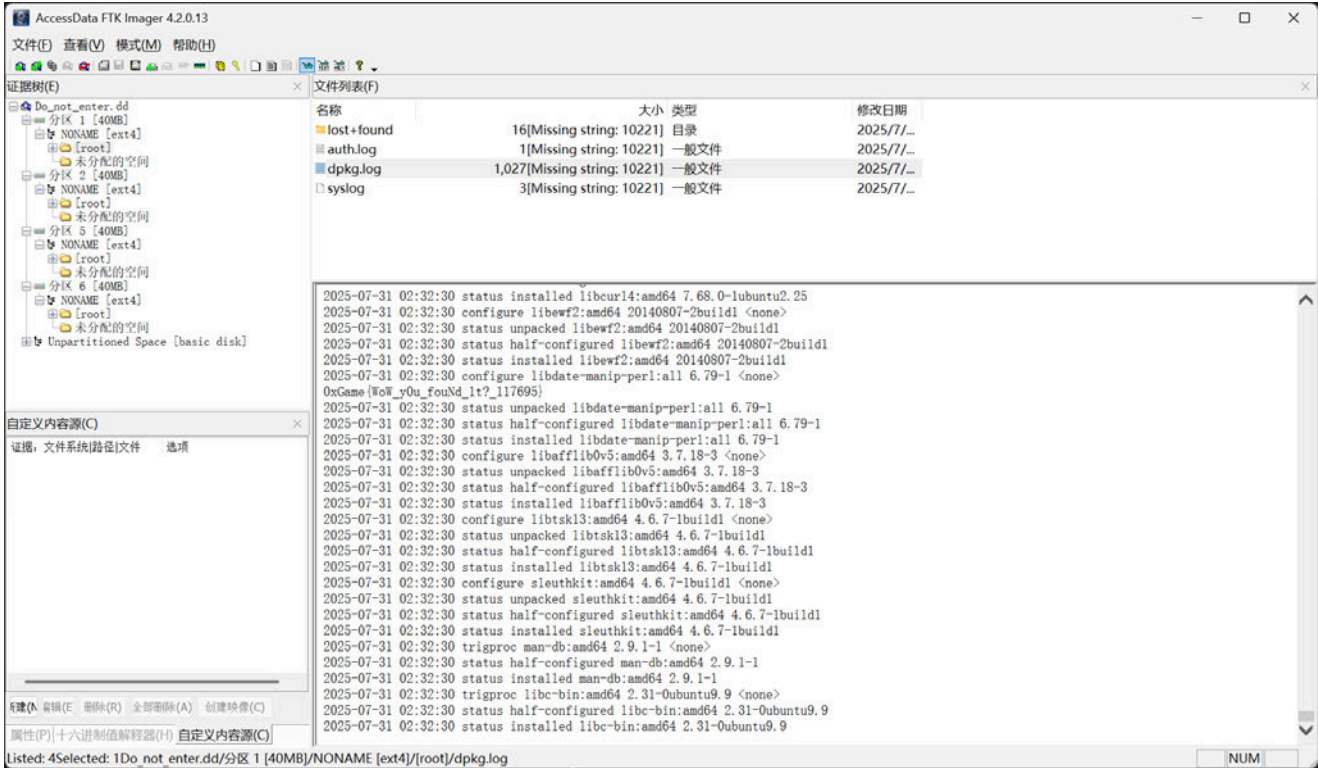 AccessData FTK Imager 4.2.0.13
文件(F) 查看(V) 模式(M) 帮助(H)
证据树(E)
Do_not_enter.dd
分区 1 [40MB]
NONAME [ext4]
[root]
未分配的空间
分区 2 [40MB]
NONAME [ext4]
[root]
未分配的空间
分区 5 [40MB]
NONAME [ext4]
[root]
未分配的空间
分区 6 [40MB]
NONAME [ext4]
[root]
未分配的空间
Unpartitioned Space [basic disk]
自定义内容源(C)
证据:文件系统|路径|文件 选项
新建(N 编辑(E 删除(R) 全部删除(A) 创建映像(C)
属性(P) 十六进制值解释器(H) 自定义内容源(C)
文件列表(F)
名称 大小 类型 修改日期
lost+found 16[Missing string: 10221] 目录 2025/7/...
auth.log 1[Missing string: 10221] 一般文件 2025/7/...
dpkg.log 1,027[Missing string: 10221] 一般文件 2025/7/...
syslog 3[Missing string: 10221] 一般文件 2025/7/...
2025-07-31 02:32:30 status installed libcurl4:amd64 7.68.0-1ubuntu2.25
2025-07-31 02:32:30 configure libewf2:amd64 20140807-2build1 <none>
2025-07-31 02:32:30 status unpacked libewf2:amd64 20140807-2build1
2025-07-31 02:32:30 status half-configured libewf2:amd64 20140807-2build1
2025-07-31 02:32:30 status installed libewf2:amd64 20140807-2build1
2025-07-31 02:32:30 configure libdate-manip-perl:all 6.79-1 <none>
0xGame{WoW_y0u_fouNd_1t?_117695}
2025-07-31 02:32:30 status unpacked libdate-manip-perl:all 6.79-1
2025-07-31 02:32:30 status half-configured libdate-manip-perl:all 6.79-1
2025-07-31 02:32:30 status installed libdate-manip-perl:all 6.79-1
2025-07-31 02:32:30 configure libafflib0v5:amd64 3.7.18-3 <none>
2025-07-31 02:32:30 status unpacked libafflib0v5:amd64 3.7.18-3
2025-07-31 02:32:30 status half-configured libafflib0v5:amd64 3.7.18-3
2025-07-31 02:32:30 status installed libafflib0v5:amd64 3.7.18-3
2025-07-31 02:32:30 configure libtsk13:amd64 4.6.7-1build1 <none>
2025-07-31 02:32:30 status unpacked libtsk13:amd64 4.6.7-1build1
2025-07-31 02:32:30 status half-configured libtsk13:amd64 4.6.7-1build1
2025-07-31 02:32:30 status installed libtsk13:amd64 4.6.7-1build1
2025-07-31 02:32:30 configure sleuthkit:amd64 4.6.7-1build1 <none>
2025-07-31 02:32:30 status unpacked sleuthkit:amd64 4.6.7-1build1
2025-07-31 02:32:30 status half-configured sleuthkit:amd64 4.6.7-1build1
2025-07-31 02:32:30 status installed sleuthkit:amd64 4.6.7-1build1
2025-07-31 02:32:30 trigproc man-db:amd64 2.9.1-1 <none>
2025-07-31 02:32:30 status half-configured man-db:amd64 2.9.1-1
2025-07-31 02:32:30 status installed man-db:amd64 2.9.1-1
2025-07-31 02:32:30 trigproc libc-bin:amd64 2.31-0ubuntu9.9 <none>
2025-07-31 02:32:30 status half-configured libc-bin:amd64 2.31-0ubuntu9.9
2025-07-31 02:32:30 status installed libc-bin:amd64 2.31-0ubuntu9.9
Listed: 4Selected: 1Do_not_enter.dd/分区 1 [40MB]/NONAME [ext4]/[root]/dpkg.log
NUM